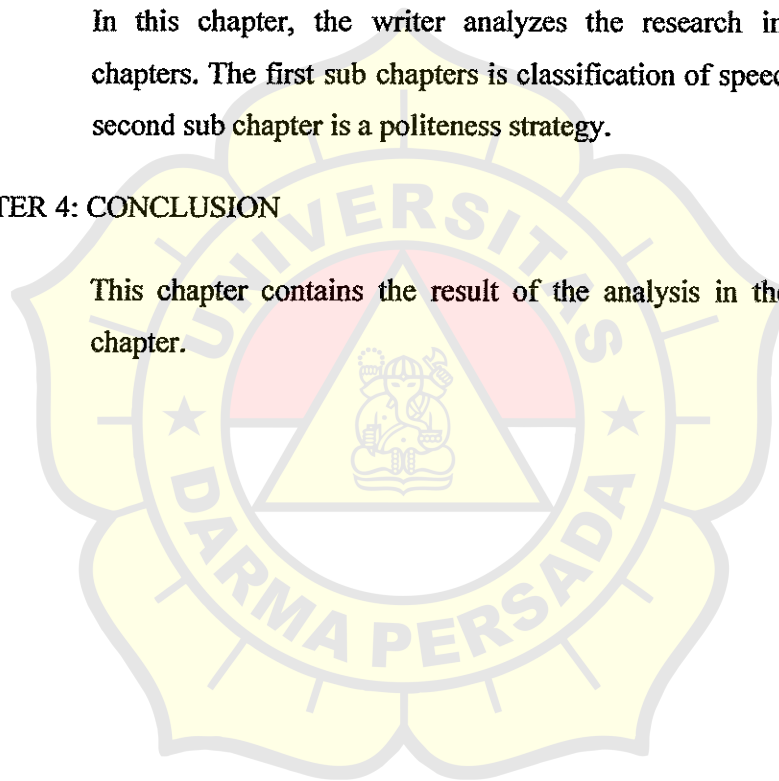 In this chapter, the writer analyzes the research in
chapters. The first sub chapters is classification of speec
second sub chapter is a politeness strategy.
TER 4: CONCLUSION
This chapter contains the result of the analysis in the
chapter.
UNIVERSITAS
DARMA PERSADA